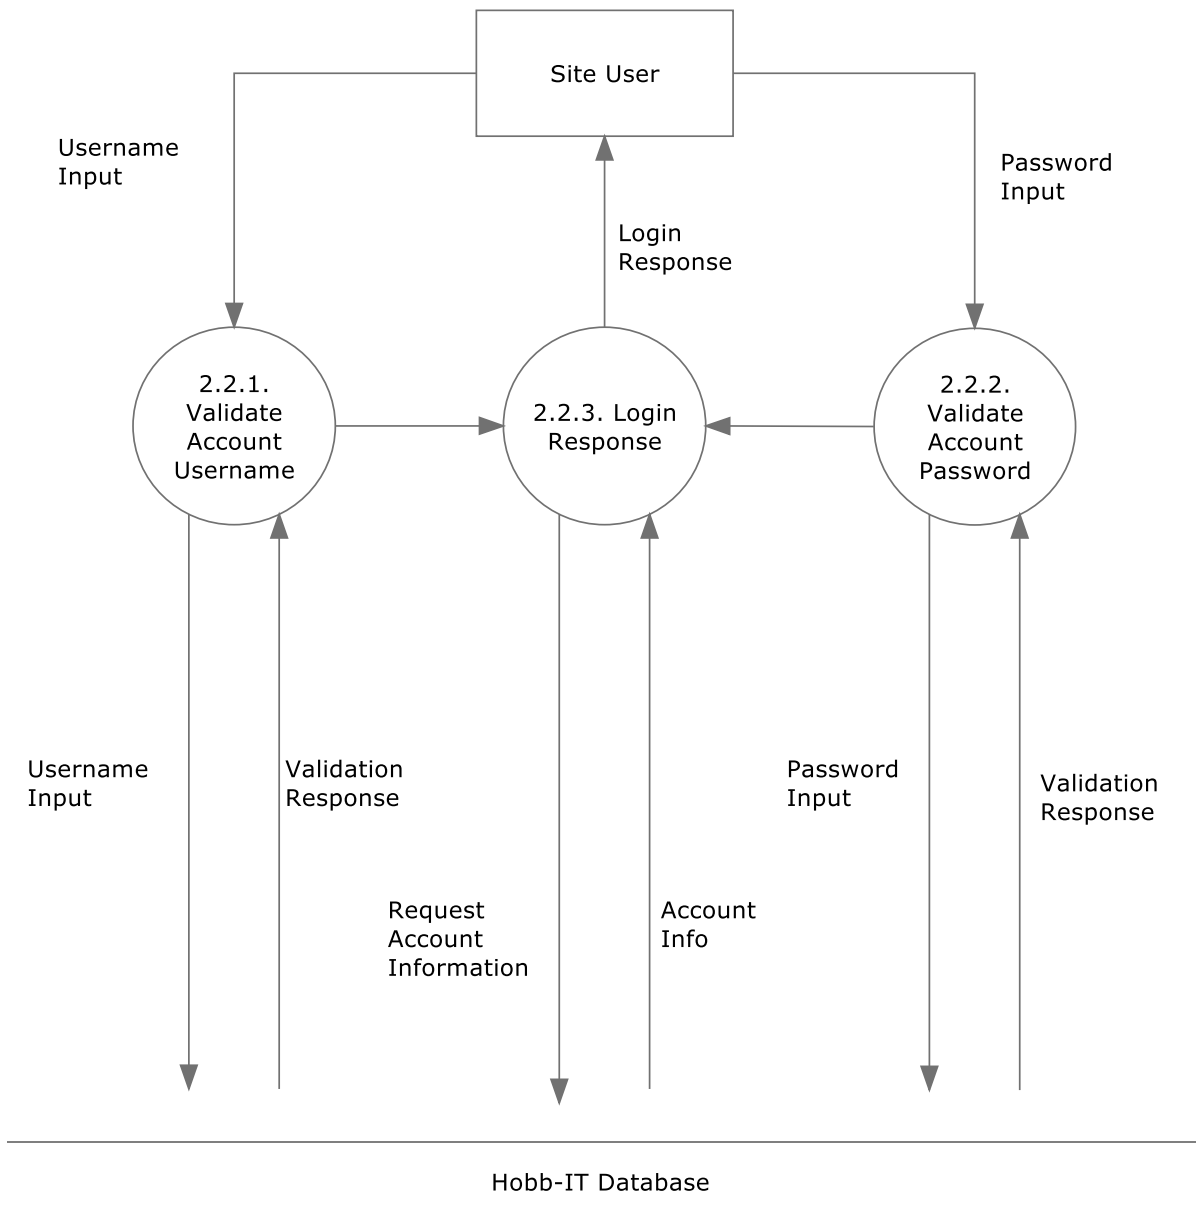 Site User
Username
Input
Password
Input
Login
Response
2.2.1.
Validate
Account
Username
2.2.3. Login
Response
2.2.2.
Validate
Account
Password
Username
Input
Validation
Response
Password
Input
Validation
Response
Request
Account
Information
Account
Info
Hobb-IT Database